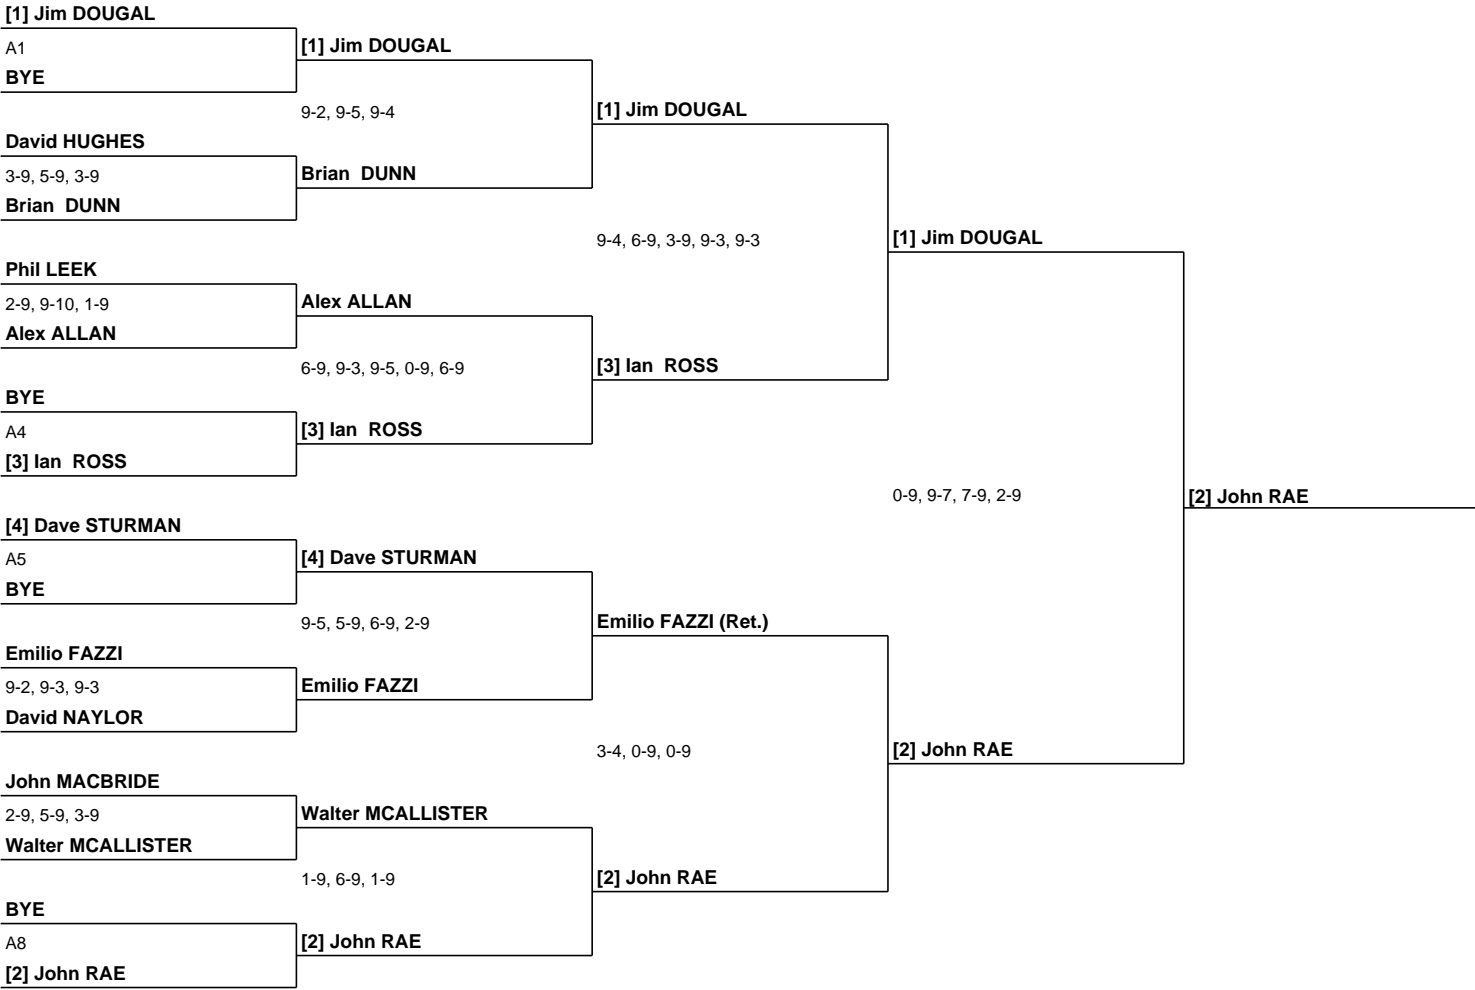 [1] Jim DOUGAL
A1
BYE
David HUGHES
3-9, 5-9, 3-9
Brian  DUNN
Phil LEEK
2-9, 9-10, 1-9
Alex ALLAN
BYE
A4
[3] Ian  ROSS
[4] Dave STURMAN
A5
BYE
Emilio FAZZI
9-2, 9-3, 9-3
David NAYLOR
John MACBRIDE
2-9, 5-9, 3-9
Walter MCALLISTER
BYE
A8
[2] John RAE
[1] Jim DOUGAL
9-2, 9-5, 9-4
Brian  DUNN
Alex ALLAN
6-9, 9-3, 9-5, 0-9, 6-9
[3] Ian  ROSS
[4] Dave STURMAN
9-5, 5-9, 6-9, 2-9
Emilio FAZZI
Walter MCALLISTER
1-9, 6-9, 1-9
[2] John RAE
[1] Jim DOUGAL
9-4, 6-9, 3-9, 9-3, 9-3
[3] Ian  ROSS
Emilio FAZZI (Ret.)
3-4, 0-9, 0-9
[2] John RAE
[1] Jim DOUGAL
0-9, 9-7, 7-9, 2-9
[2] John RAE
[2] John RAE